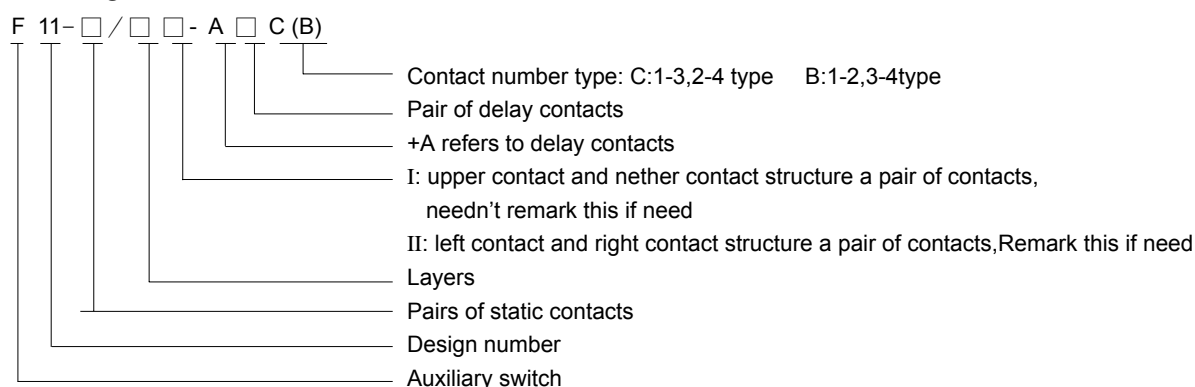 F 11-□/□ □- A □ C (B)
Contact number type: C:1-3,2-4 type B:1-2,3-4type
Pair of delay contacts
+A refers to delay contacts
I: upper contact and nether contact structure a pair of contacts,
needn't remark this if need
II: left contact and right contact structure a pair of contacts,Remark this if need
Layers
Pairs of static contacts
Design number
Auxiliary switch